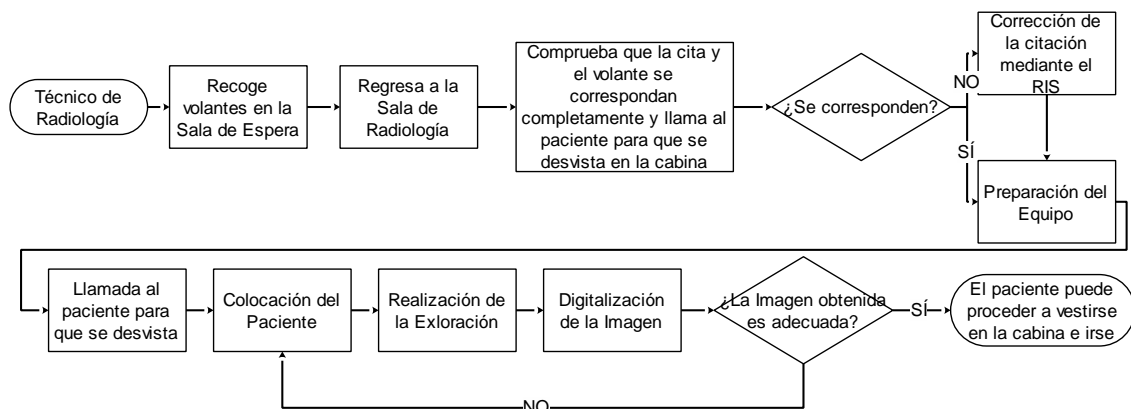 Técnico de
Radiología
Recoge
volantes en la
Sala de Espera
Regresa a la
Sala de
Radiología
Comprueba que la cita y
el volante se
correspondan
completamente y llama al
paciente para que se
desvista en la cabina
¿Se corresponden?
NO
SÍ
Corrección de
la citación
mediante el
RIS
Preparación del
Equipo
Llamada al
paciente para
que se desvista
Colocación del
Paciente
Realización de
la Exloración
Digitalización
de la Imagen
¿La Imagen obtenida
es adecuada?
SÍ
El paciente puede
proceder a vestirse
en la cabina e irse
NO